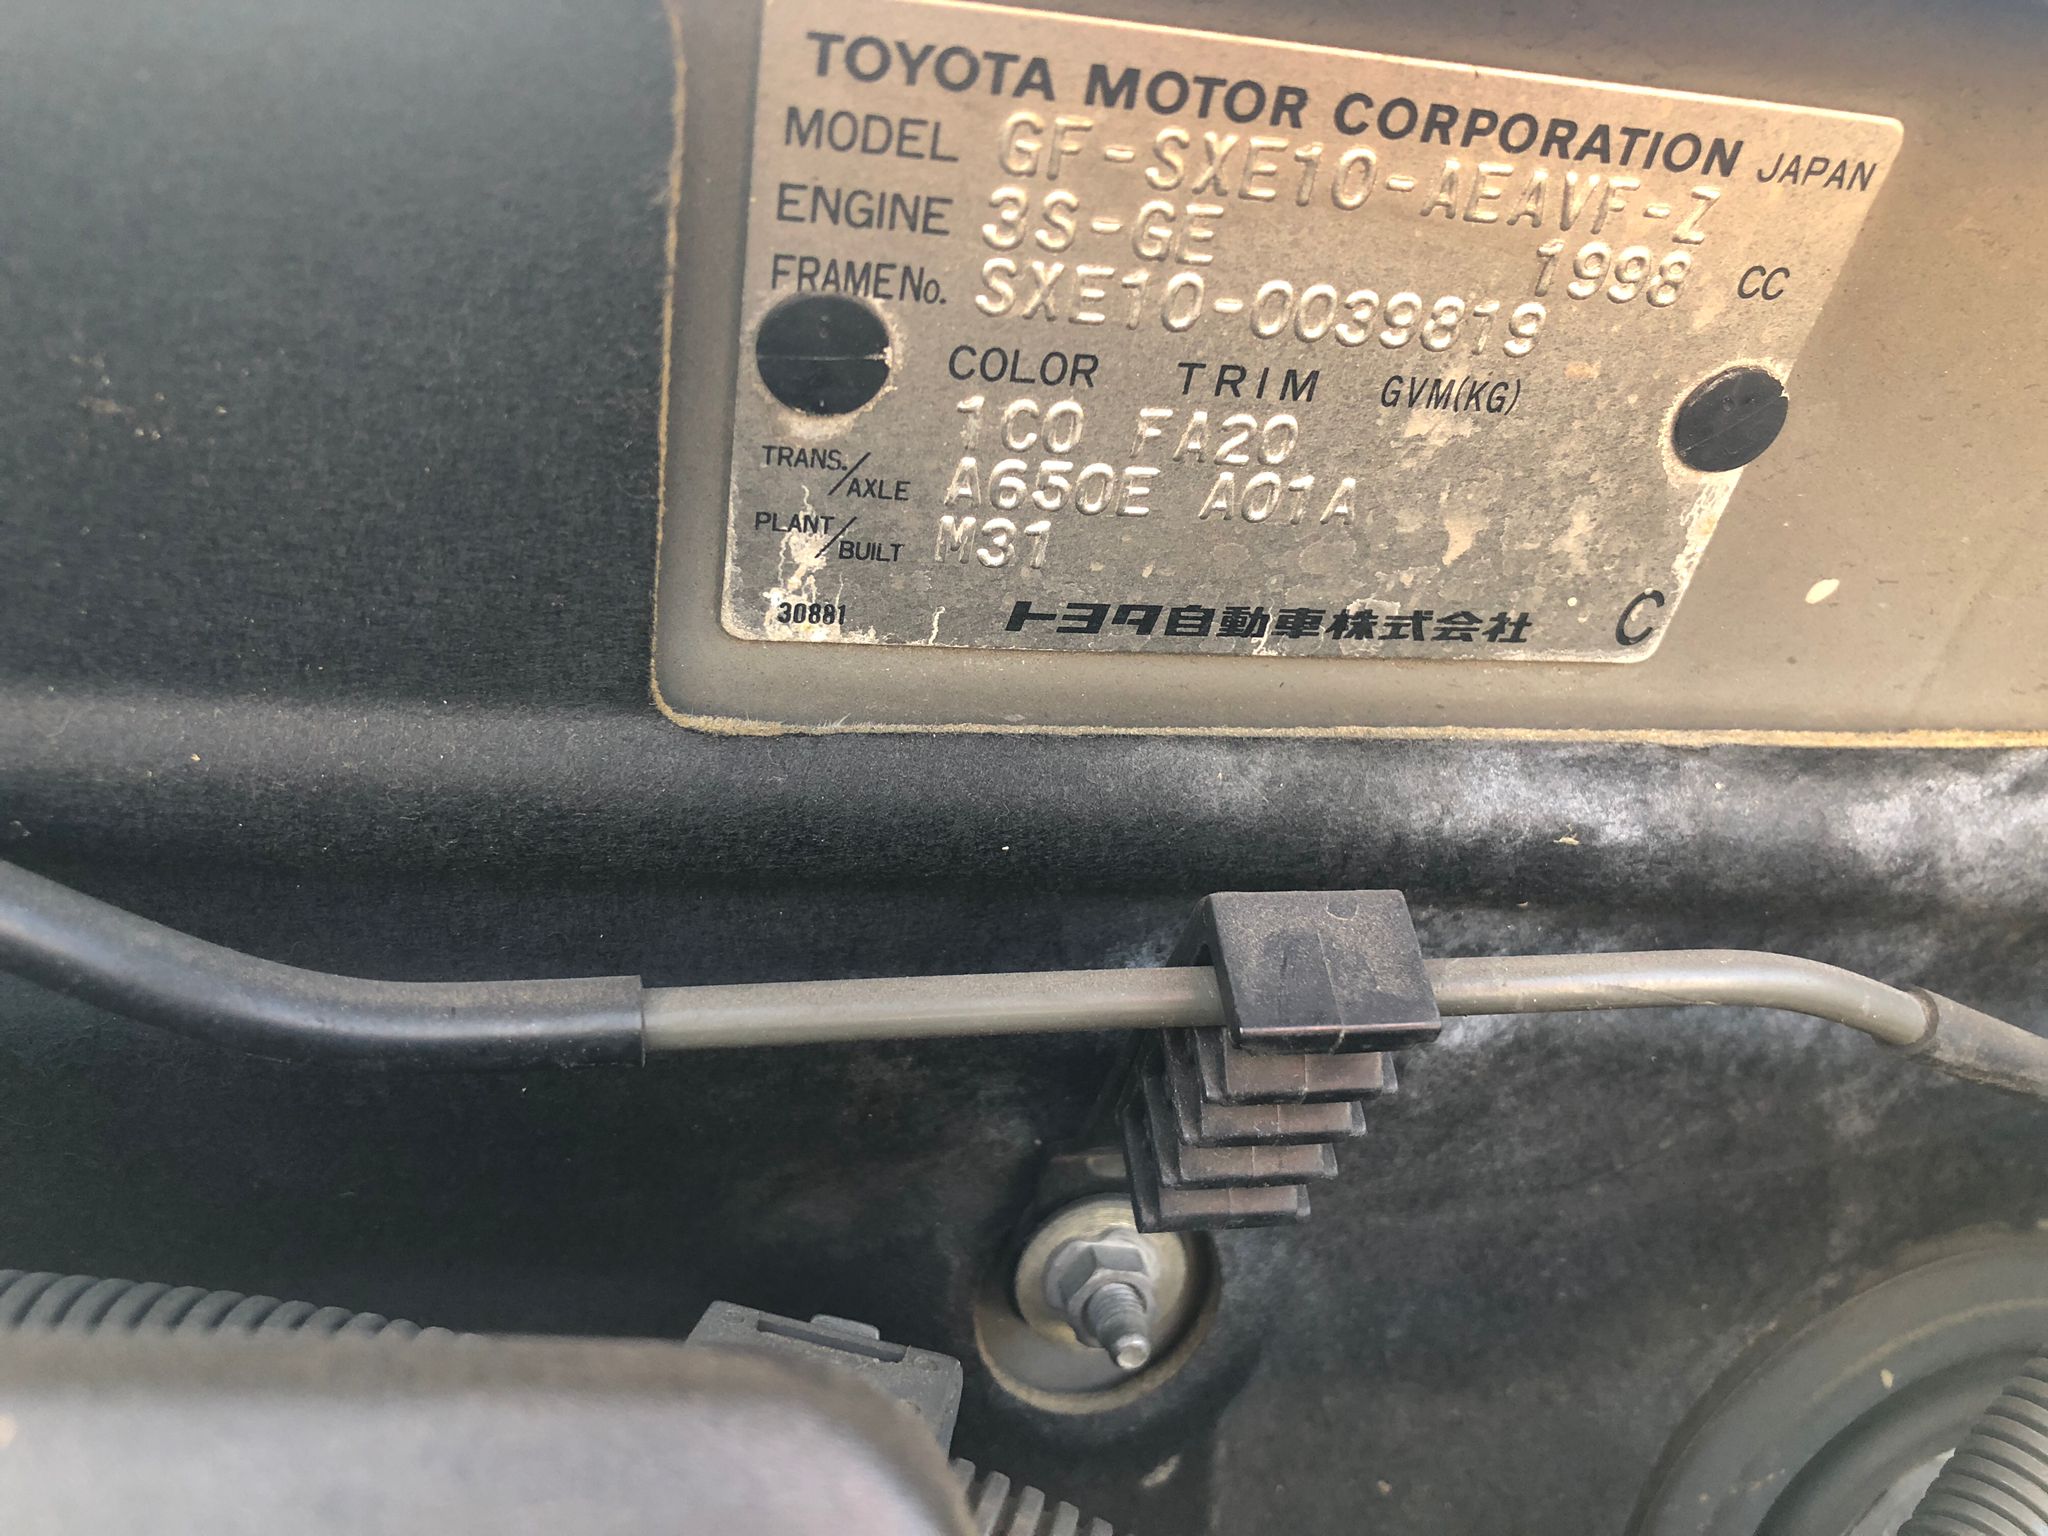 TOYOTA MOTOR CORPORATION JAPAN
MODEL GF-SXE10-AEAVF-Z
ENGINE 3S-GE 1998 CC
FRAME No. SXE10-0039819
COLOR TRIM GVM(KG)
1C0 FA20
TRANS./AXLE A650E A01A
PLANT/BUILT M31
30881 トヨタ自動車株式会社 C